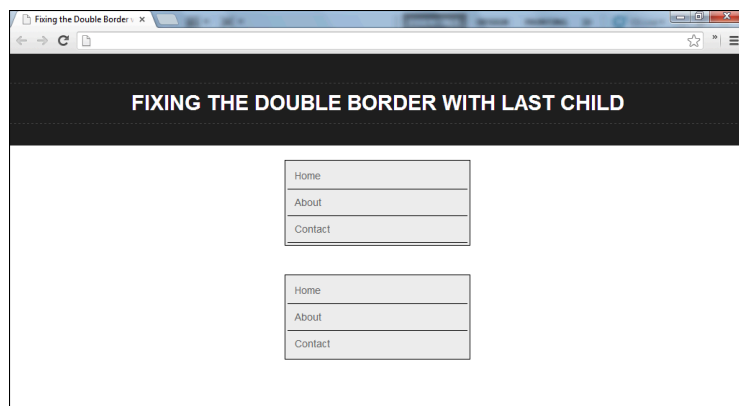 Fixing the Double Border
FIXING THE DOUBLE BORDER WITH LAST CHILD
Home
About
Contact
Home
About
Contact